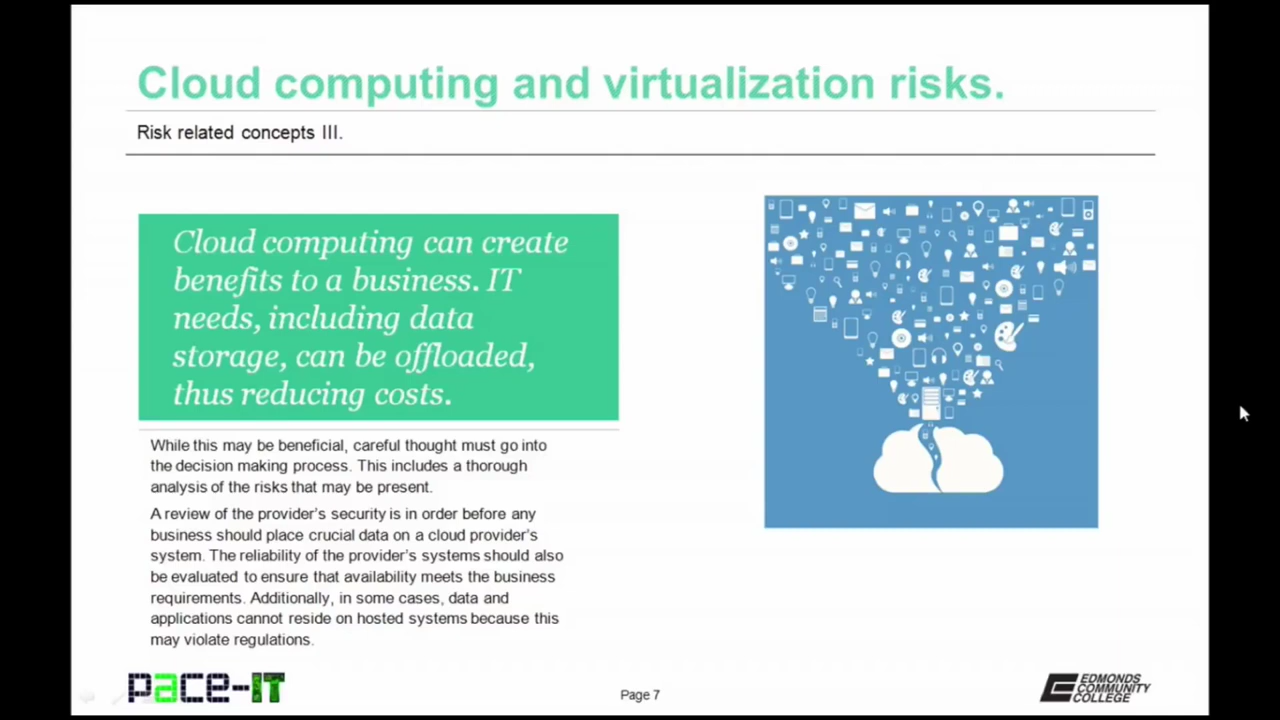 Cloud computing and virtualization risks.
Risk related concepts III.
Cloud computing can create
benefits to a business. IT
needs, including data
storage, can be offloaded,
thus reducing costs.
While this may be beneficial, careful thought must go into
the decision making process. This includes a thorough
analysis of the risks that may be present.
A review of the provider's security is in order before any
business should place crucial data on a cloud provider's
system. The reliability of the provider's systems should also
be evaluated to ensure that availability meets the business
requirements. Additionally, in some cases, data and
applications cannot reside on hosted systems because this
may violate regulations.
pace-IT
Page 7
EDMONDS
COMMUNITY
COLLEGE